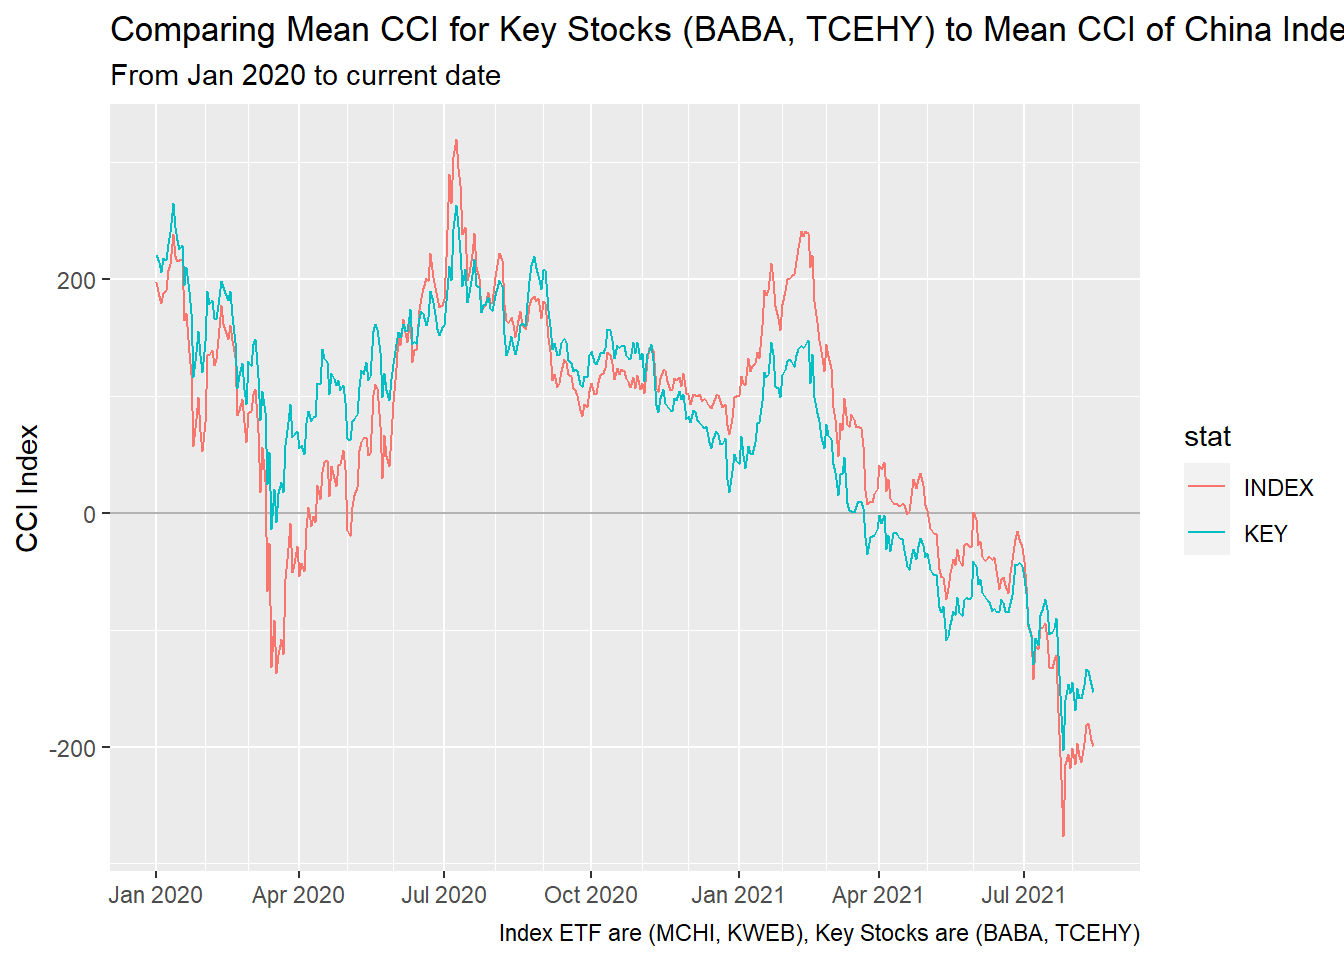 Comparing Mean CCI for Key Stocks (BABA, TCEHY) to Mean CCI of China Inde
From Jan 2020 to current date
CCI Index
200
0
-200
Jan 2020 Apr 2020 Jul 2020 Oct 2020 Jan 2021 Apr 2021 Jul 2021
stat
INDEX
KEY
Index ETF are (MCHI, KWEB), Key Stocks are (BABA, TCEHY)